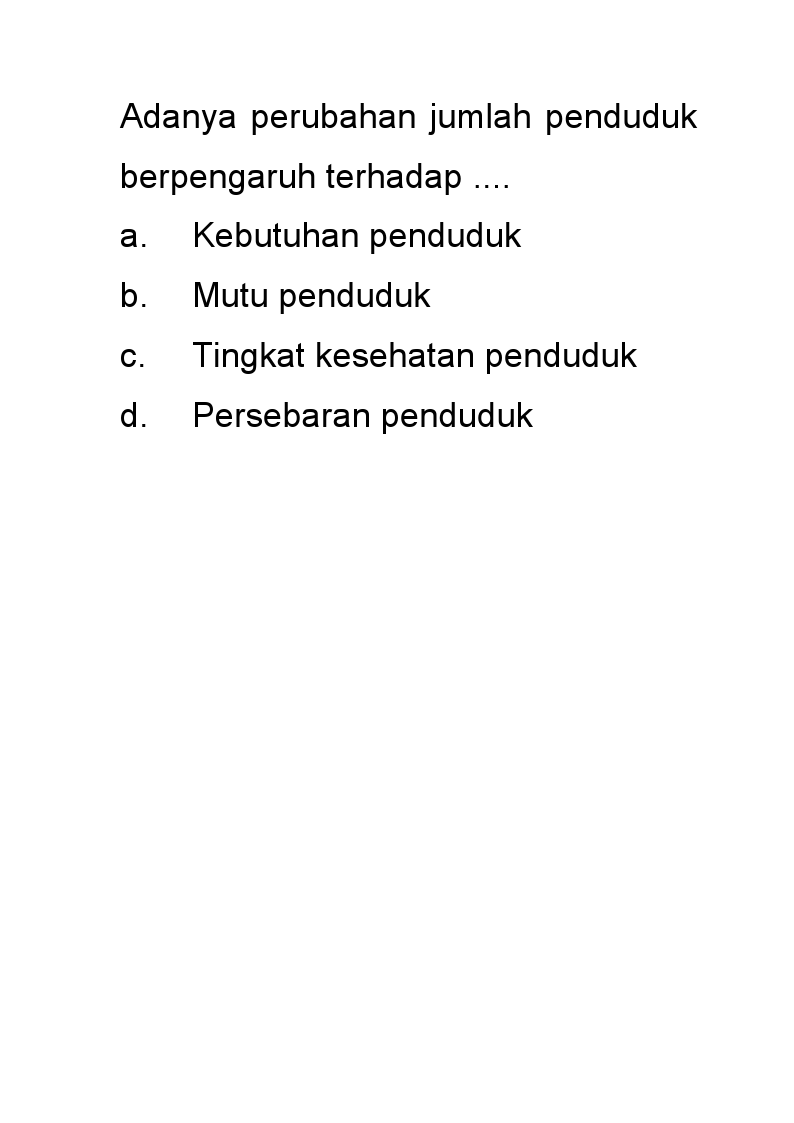 Adanya perubahan jumlah penduduk
berpengaruh terhadap ....
a. Kebutuhan penduduk
b. Mutu penduduk
c. Tingkat kesehatan penduduk
d. Persebaran penduduk